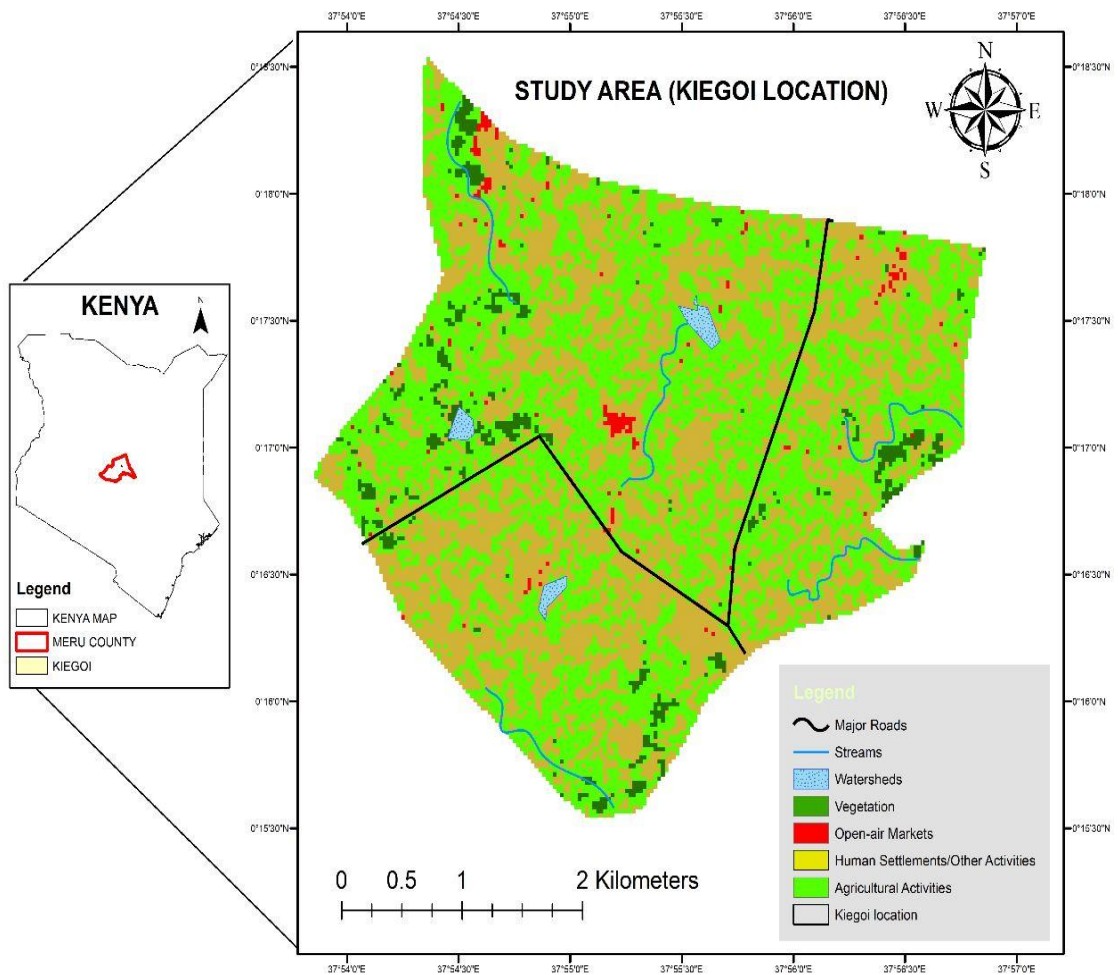 37°54'0"E 37°54'30"E 37°55'0"E 37°55'30"E 37°56'0"E 37°56'30"E 37°57'0"E
0°18'30"N 0°18'30"N
STUDY AREA (KIEGOI LOCATION)
N
W E
S
0°18'0"N 0°18'0"N
KENYA
N
0°17'30"N 0°17'30"N
0°17'0"N 0°17'0"N
0°16'30"N 0°16'30"N
Legend
KENYA MAP
MERU COUNTY
KIEGOI
0°16'0"N 0°16'0"N
0°15'30"N 0°15'30"N
Legend
Major Roads
Streams
Watersheds
Vegetation
Open-air Markets
Human Settlements/Other Activities
Agricultural Activities
Kiegoi location
0 0.5 1 2 Kilometers
37°54'0"E 37°54'30"E 37°55'0"E 37°55'30"E 37°56'0"E 37°56'30"E 37°57'0"E